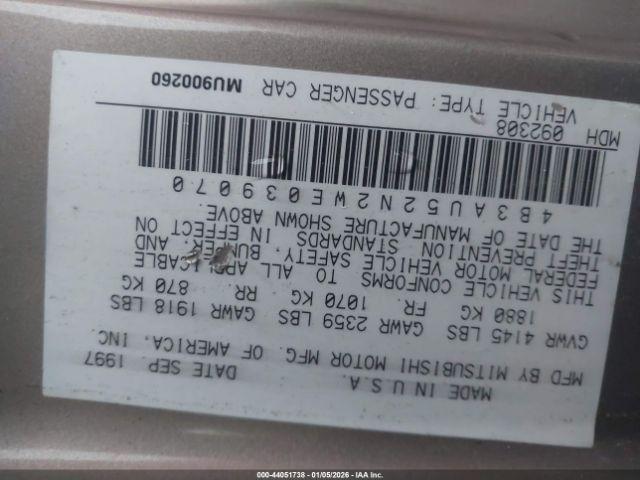 MFD BY MITSUBISHI MOTOR MFG. OF AMERICA, INC.
MADE IN U.S.A DATE SEP. 1997
GVWR 4145 LBS GAWR 2359 LBS GAWR 1918 LBS
1880 KG FR. 1070 KG RR. 870 KG
THIS VEHICLE CONFORMS TO ALL APPLICABLE
FEDERAL MOTOR VEHICLE SAFETY, BUMPER, AND
THEFT PREVENTION STANDARDS IN EFFECT ON
THE DATE OF MANUFACTURE SHOWN ABOVE.
4B3AU52N2WE039070
MDH 092308
VEHICLE TYPE: PASSENGER CAR MU900260
000-44051738 - 01/05/2026 - IAAI.COM